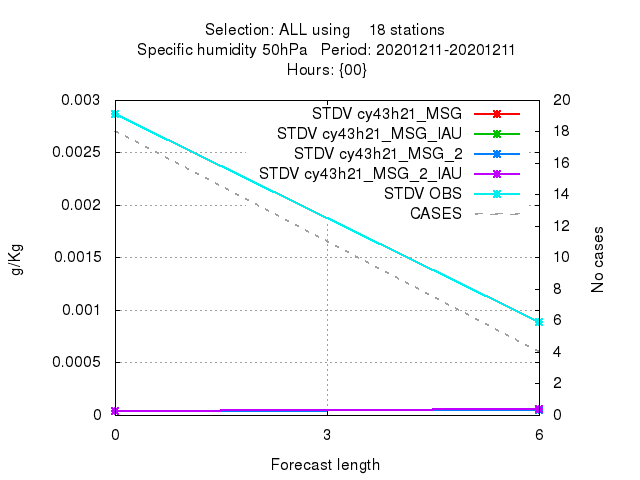 Selection: ALL using 18 stations
Specific humidity 50hPa Period: 20201211-20201211
Hours: {00}
STDV cy43h21_MSG
STDV cy43h21_MSG_IAU
STDV cy43h21_MSG_2
STDV cy43h21_MSG_2_IAU
STDV OBS
CASES
g/Kg
0.003
0.0025
0.002
0.0015
0.001
0.0005
0
20
18
16
14
12
10
8
6
4
2
0
No cases
0 3 6
Forecast length